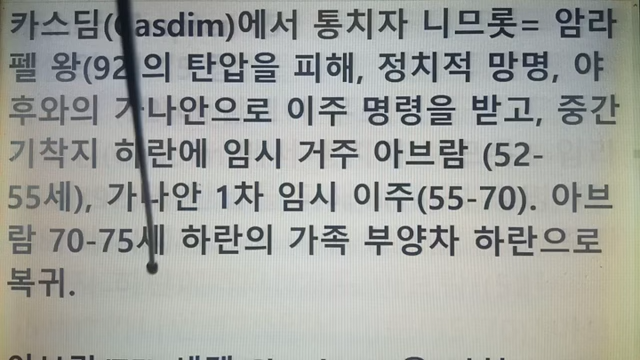 카스딤(Casdim)에서 통치자 니므롯= 암라
펠 왕(92 의 탄압을 피해, 정치적 망명, 야
후와의 가나안으로 이주 명령을 받고, 중간
기착지 하란에 임시 거주 아브람 (52-
55세), 가나안 1차 임시 이주(55-70). 아브
람 70-75세 하란의 가족 부양차 하란으로
복귀.